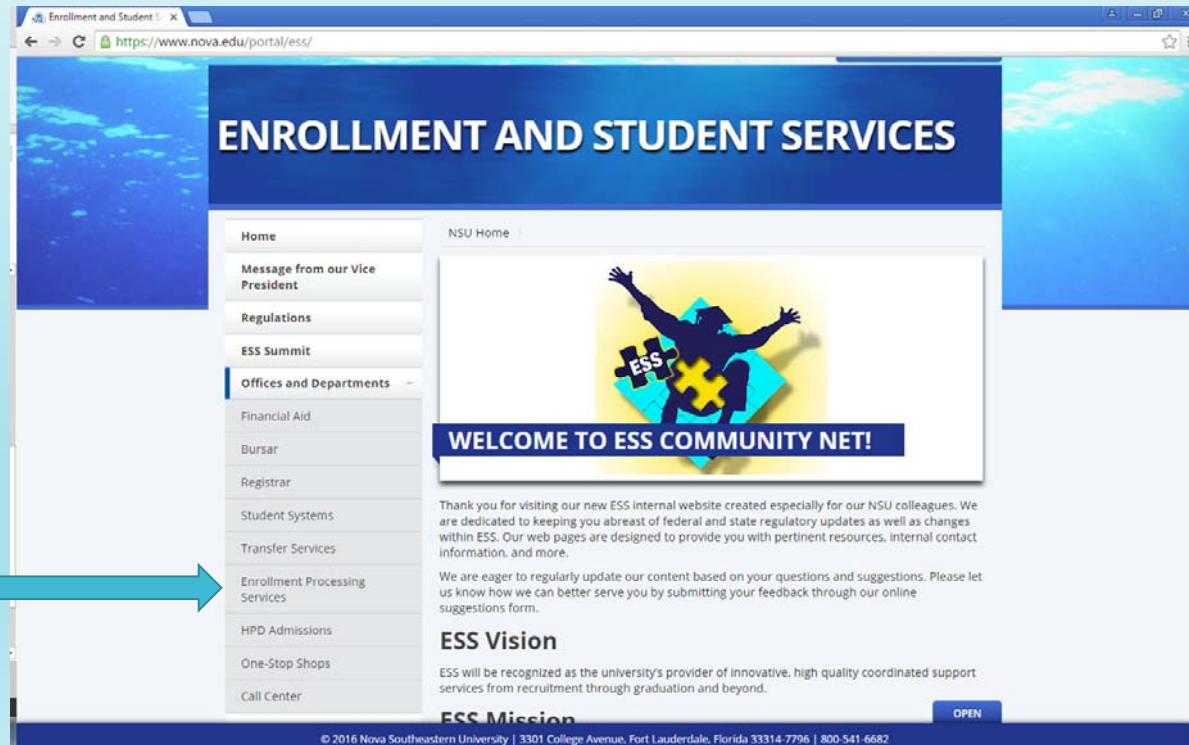 Enrollment and Student S
https://www.nova.edu/portal/ess/
ENROLLMENT AND STUDENT SERVICES
Home
Message from our Vice
President
Regulations
ESS Summit
Offices and Departments –
Financial Aid
Bursar
Registrar
Student Systems
Transfer Services
Enrollment Processing
Services
HPD Admissions
One-Stop Shops
Call Center
NSU Home
ESS
WELCOME TO ESS COMMUNITY NET!
Thank you for visiting our new ESS internal website created especially for our NSU colleagues. We
are dedicated to keeping you abreast of federal and state regulatory updates as well as changes
within ESS. Our web pages are designed to provide you with pertinent resources, internal contact
information, and more.
We are eager to regularly update our content based on your questions and suggestions. Please let
us know how we can better serve you by submitting your feedback through our online
suggestions form.
ESS Vision
ESS will be recognized as the university's provider of innovative, high quality coordinated support
services from recruitment through graduation and beyond.
ESS Mission
OPEN
© 2016 Nova Southeastern University | 3301 College Avenue, Fort Lauderdale, Florida 33314-7796 | 800-541-6682